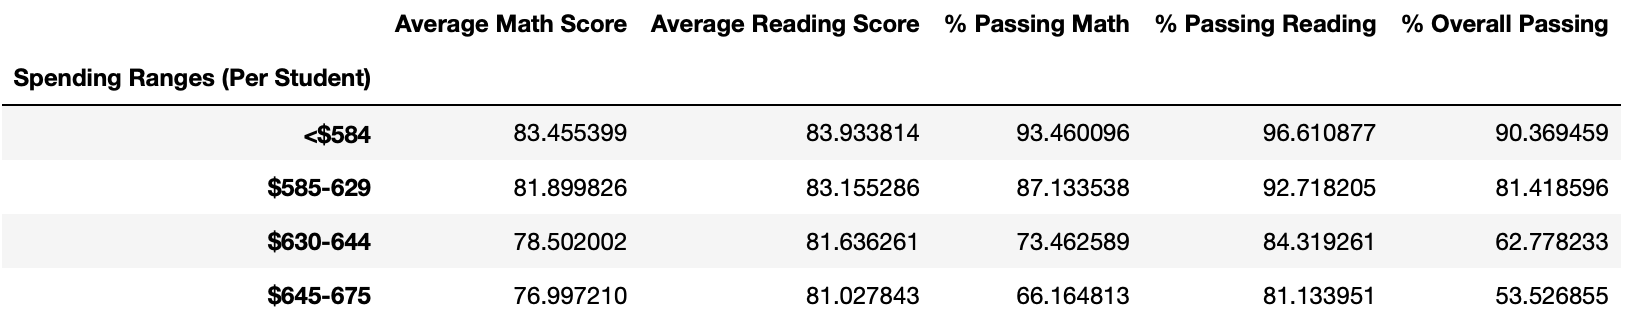 Average Math Score Average Reading Score % Passing Math % Passing Reading % Overall Passing
Spending Ranges (Per Student)
<$584 83.455399 83.933814 93.460096 96.610877 90.369459
$585-629 81.899826 83.155286 87.133538 92.718205 81.418596
$630-644 78.502002 81.636261 73.462589 84.319261 62.778233
$645-675 76.997210 81.027843 66.164813 81.133951 53.526855